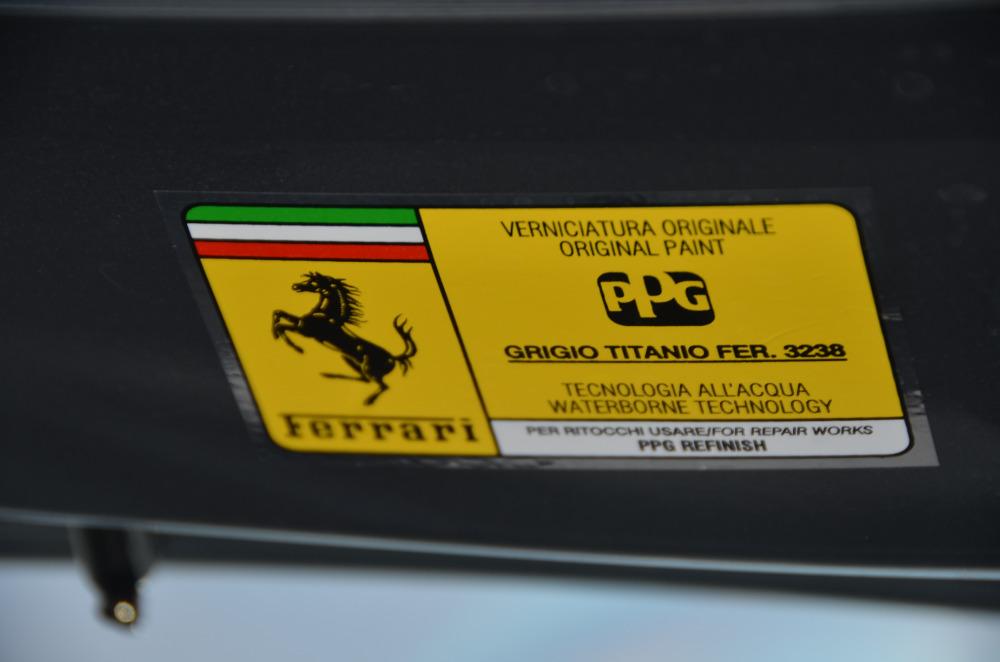 VERNICIATURA ORIGINALE
ORIGINAL PAINT
PPG
GRIGIO TITANIO FER. 3238
TECNOLOGIA ALL'ACQUA
WATERBORNE TECHNOLOGY
PER RITOCCHI USARE/FOR REPAIR WORKS
PPG REFINISH
Ferrari